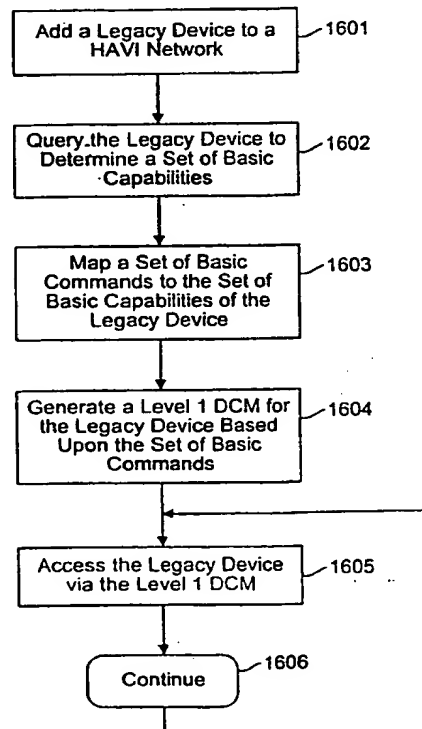 Add a Legacy Device to a
HAVI Network
1601
Query the Legacy Device to
Determine a Set of Basic
Capabilities
1602
Map a Set of Basic
Commands to the Set of
Basic Capabilities of the
Legacy Device
1603
Generate a Level 1 DCM for
the Legacy Device Based
Upon the Set of Basic
Commands
1604
Access the Legacy Device
via the Level 1 DCM
1605
Continue
1606